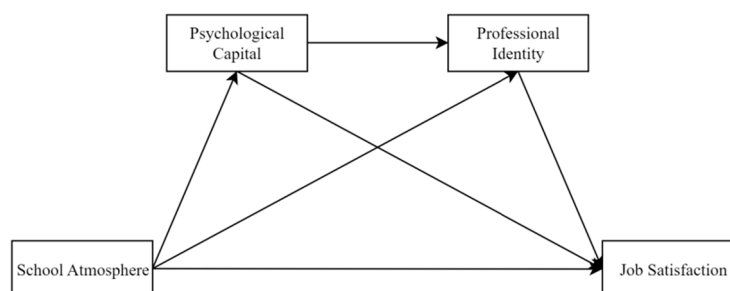 Psychological
Capital
Professional
Identity
School Atmosphere
Job Satisfaction